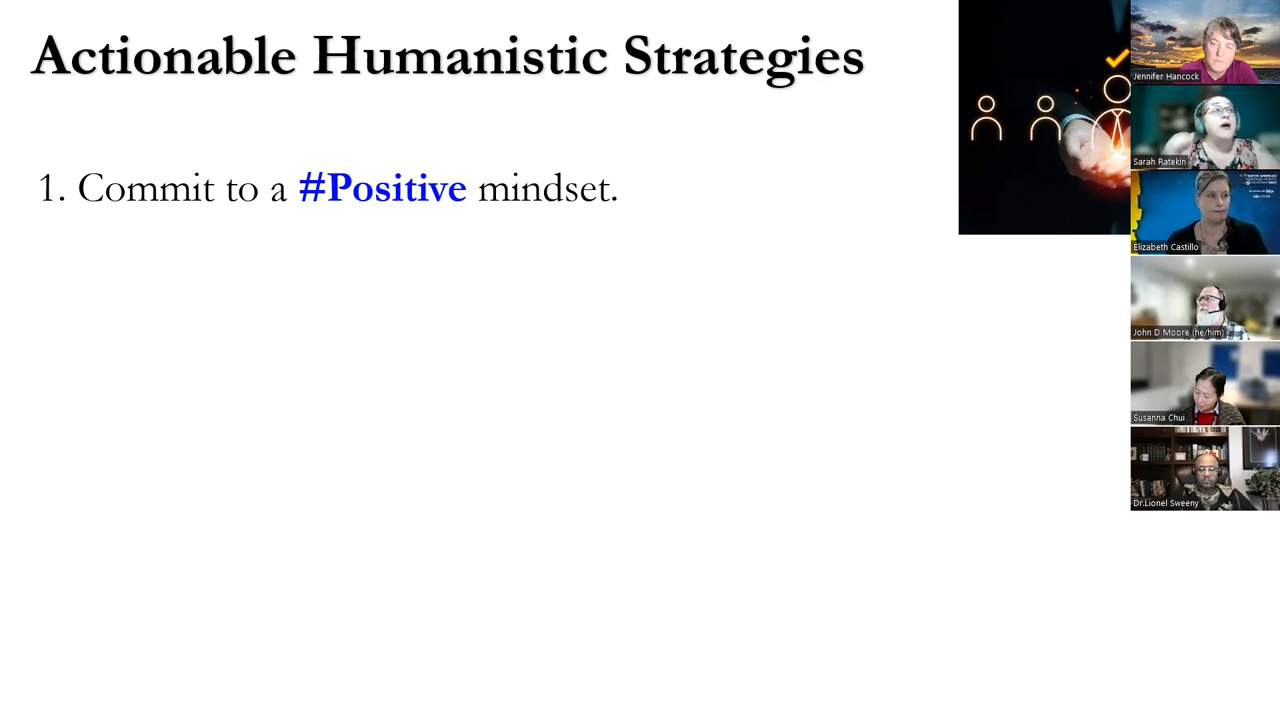 Actionable Humanistic Strategies
1. Commit to a #Positive mindset.
Jennifer Hancock
Sarah Ratekin
Elizabeth Castillo
John D Moore (he/him)
Susanna Chui
Dr.Lionel Sweeny